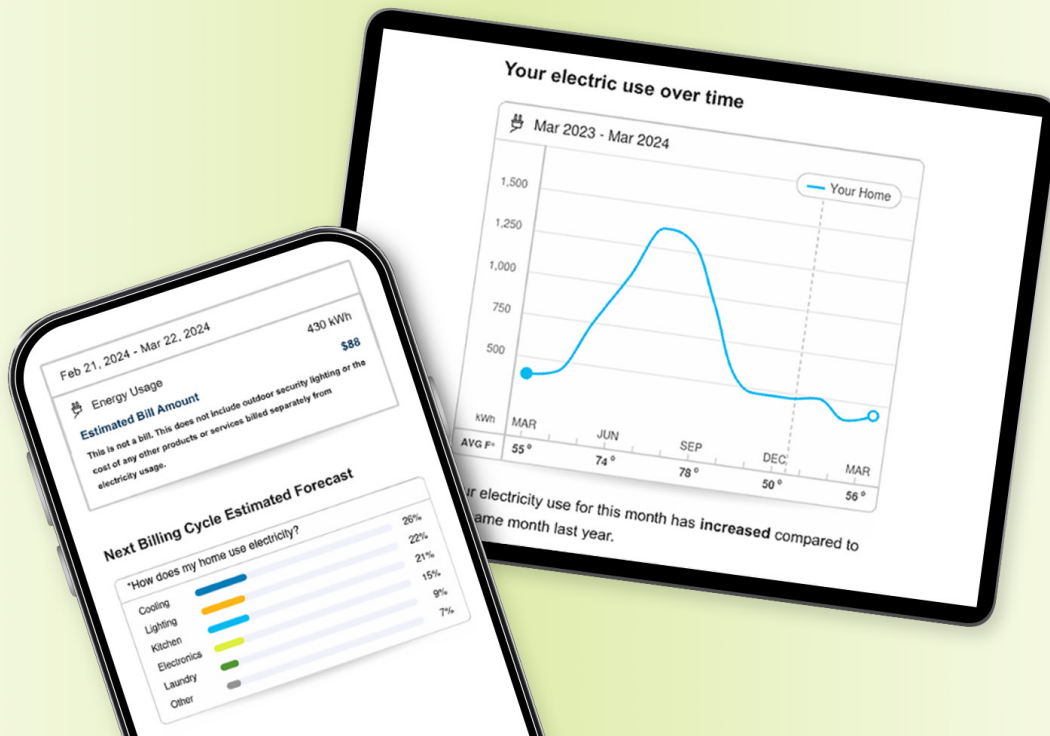 Your electric use over time
Mar 2023 - Mar 2024
Your Home
1,500
1,250
1,000
750
500
kWh
MAR
JUN
SEP
DEC
MAR
AVG F°
55°
74°
78°
50°
56°
electricity use for this month has increased compared to
month last year.
Feb 21, 2024 - Mar 22, 2024
Energy Usage
430 kWh
Estimated Bill Amount
$88
This is not a bill. This does not include outdoor security lighting or the
cost of any other products or services billed separately from
electricity usage.
Next Billing Cycle Estimated Forecast
*How does my home use electricity?
Cooling
26%
Lighting
22%
Kitchen
21%
Electronics
15%
Laundry
9%
Other
7%